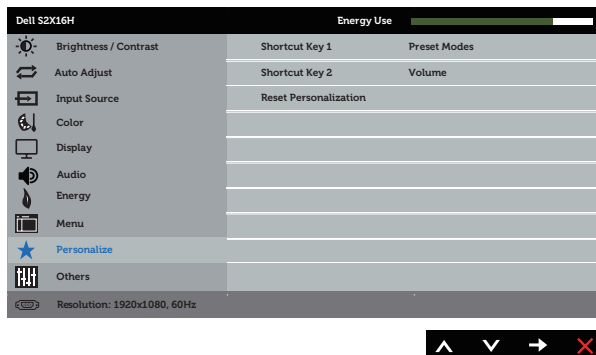 Dell S2X16H Energy Use
Brightness / Contrast Shortcut Key 1 Preset Modes
Auto Adjust Shortcut Key 2 Volume
Input Source Reset Personalization
Color
Display
Audio
Energy
Menu
Personalize
Others
Resolution: 1920x1080, 60Hz